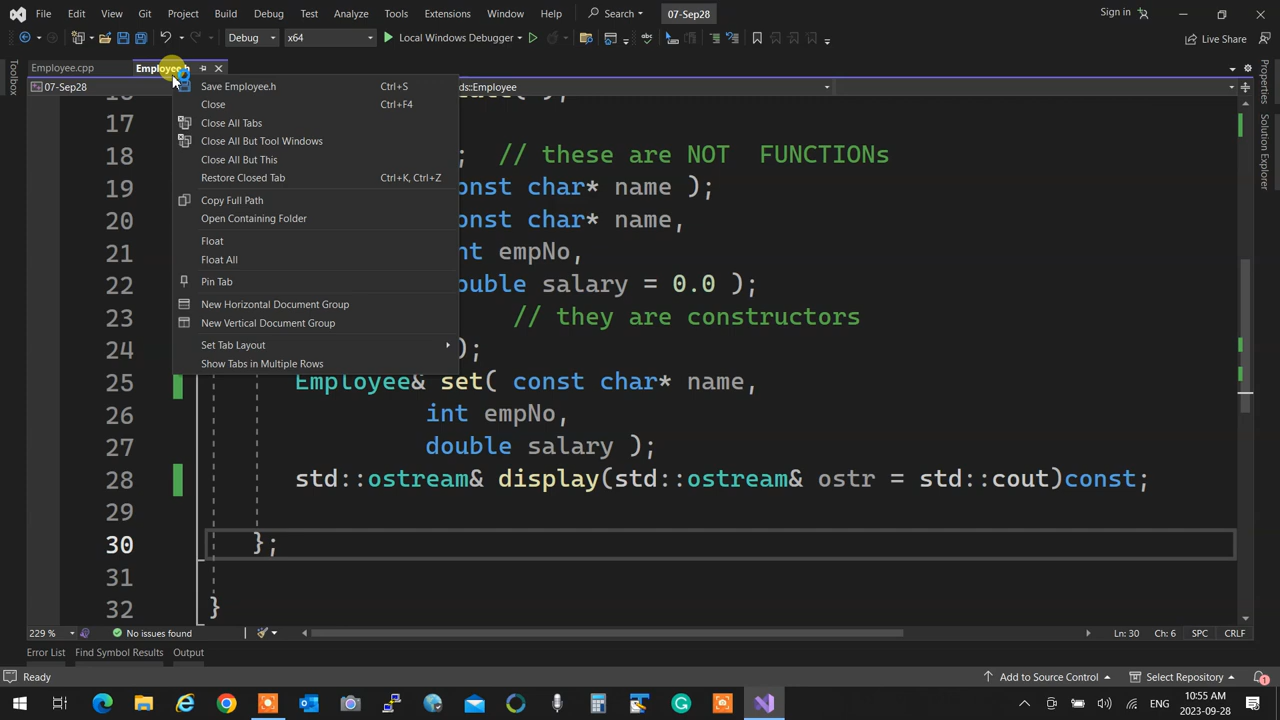 File Edit View Git Project Build Debug Test Analyze Tools Extensions Window Help Search 07-Sep28 Sign in
Debug x64 Local Windows Debugger Live Share
Employee.cpp Employee.h
07-Sep28 ds::Employee
Toolbox
Save Employee.h Ctrl+S
Close Ctrl+F4
Close All Tabs
Close All But Tool Windows
Close All But This
Restore Closed Tab Ctrl+K, Ctrl+Z
Copy Full Path
Open Containing Folder
Float
Float All
Pin Tab
New Horizontal Document Group
New Vertical Document Group
Set Tab Layout
Show Tabs in Multiple Rows
17
18 ; // these are NOT FUNCTIONs
19 onst char* name );
20 onst char* name,
21 nt empNo,
22 ouble salary = 0.0 );
23 // they are constructors
24 );
25 Employee& set( const char* name,
26 int empNo,
27 double salary );
28 std::ostream& display(std::ostream& ostr = std::cout)const;
29
30 };
31
32 }
Properties
Solution Explorer
229 % No issues found Ln: 30 Ch: 6 SPC CRLF
Error List Find Symbol Results Output
Ready Add to Source Control Select Repository 1
ENG 10:55 AM
2023-09-28